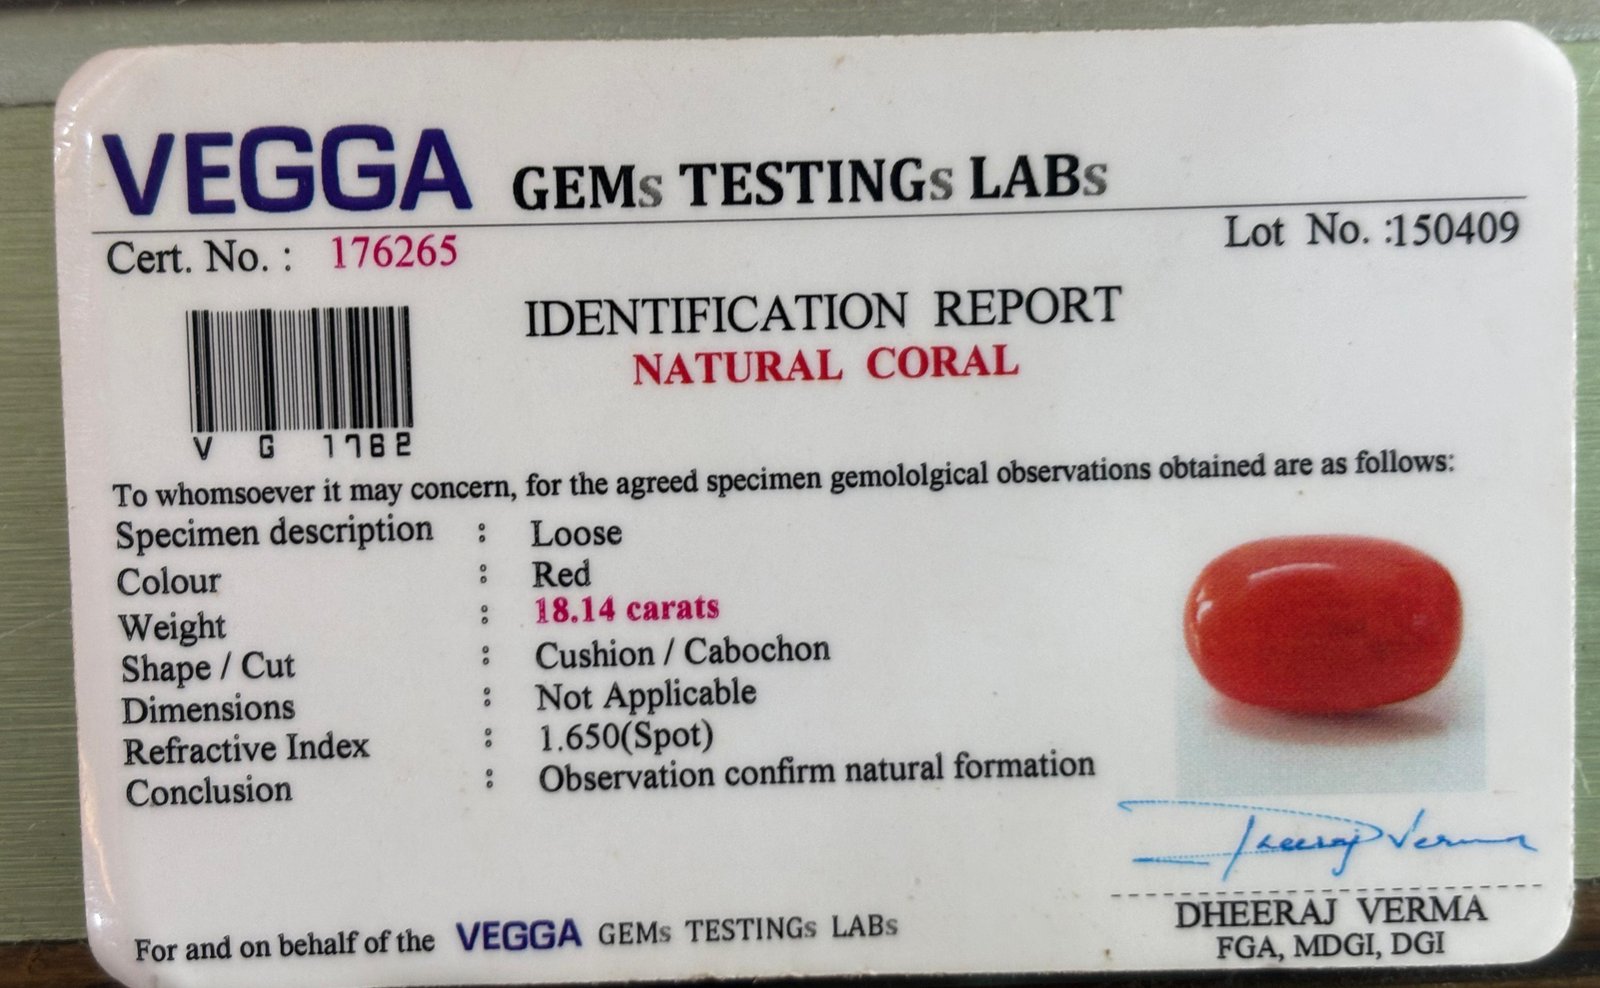 VEGGA GEMs TESTINGs LABs
Cert. No. : 176265
Lot No. :150409
IDENTIFICATION REPORT
NATURAL CORAL
V G 1762
To whomsoever it may concern, for the agreed specimen gemololgical observations obtained are as follows:
Specimen description : Loose
Colour : Red
Weight : 18.14 carats
Shape / Cut : Cushion / Cabochon
Dimensions : Not Applicable
Refractive Index : 1.650(Spot)
Conclusion : Observation confirm natural formation
Dheeraj Verma
DHEERAJ VERMA
FGA, MDGI, DGI
For and on behalf of the VEGGA GEMs TESTINGs LABs